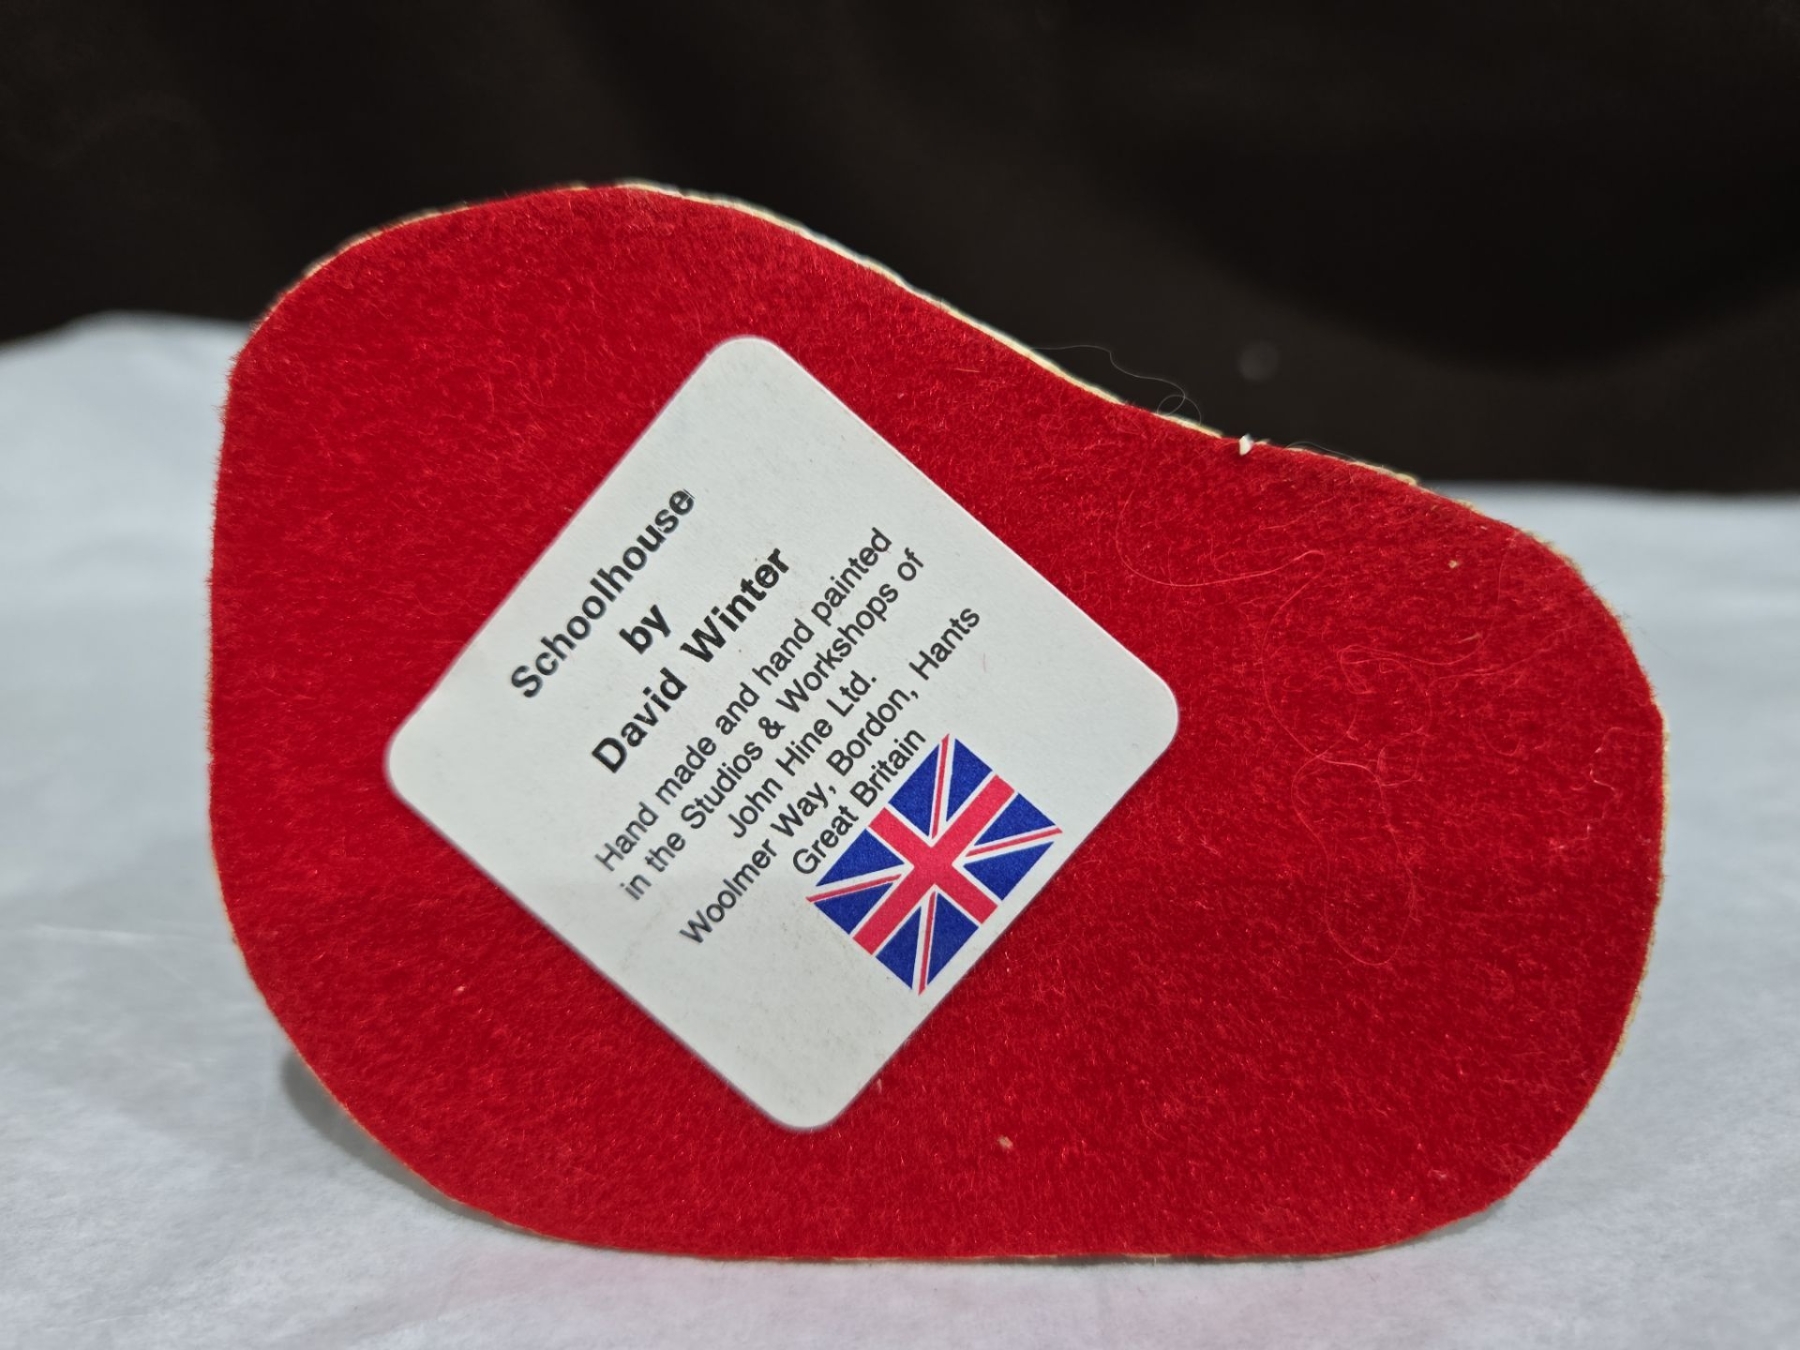 Schoolhouse
by
David Winter
Hand made and hand painted
in the Studios & Workshops of
John Hine Ltd.
Woolmer Way, Bordon, Hants
Great Britain